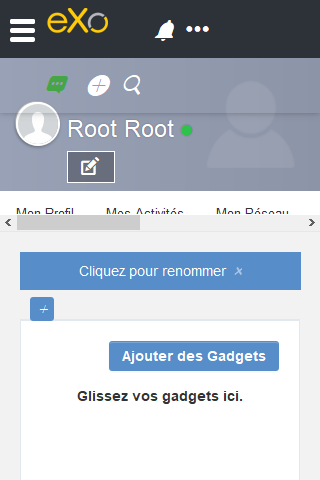 eXo
Root Root
Mon Profil Mes Activités Mon Réseau
Cliquez pour renommer
Ajouter des Gadgets
Glissez vos gadgets ici.